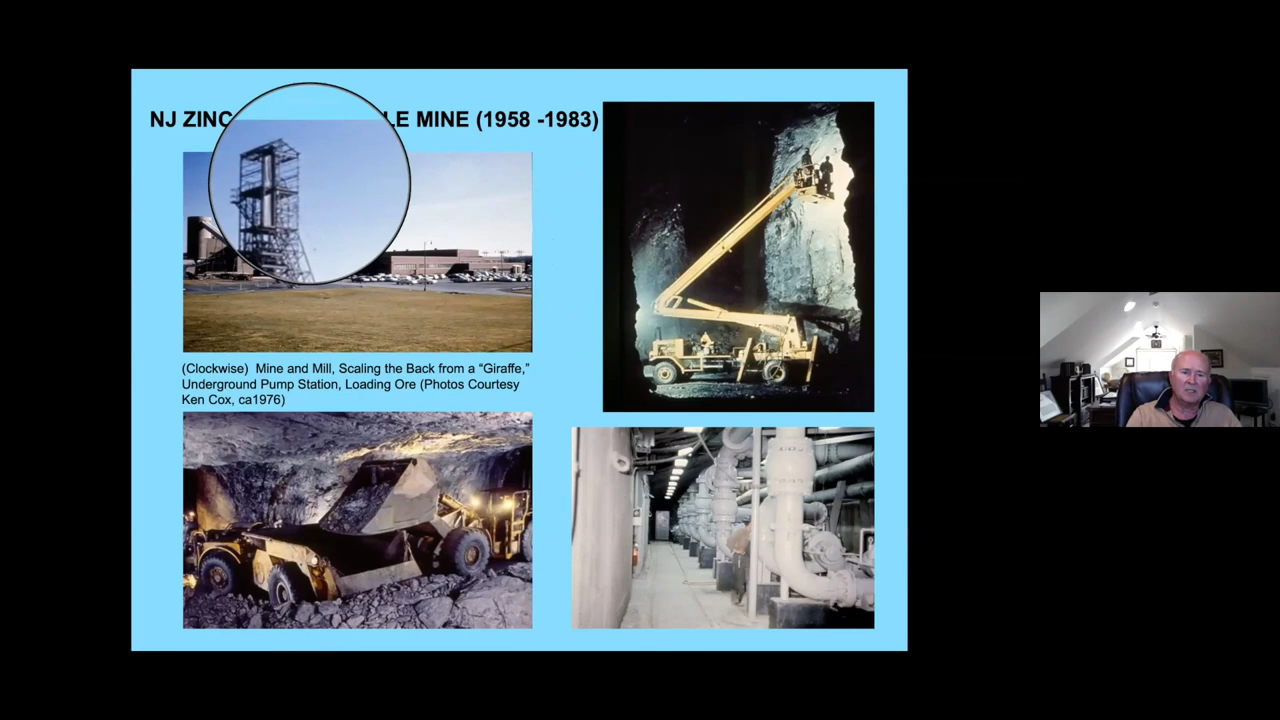 NJ ZINC LE MINE (1958 -1983)
(Clockwise) Mine and Mill, Scaling the Back from a “Giraffe,”
Underground Pump Station, Loading Ore (Photos Courtesy
Ken Cox, ca1976)